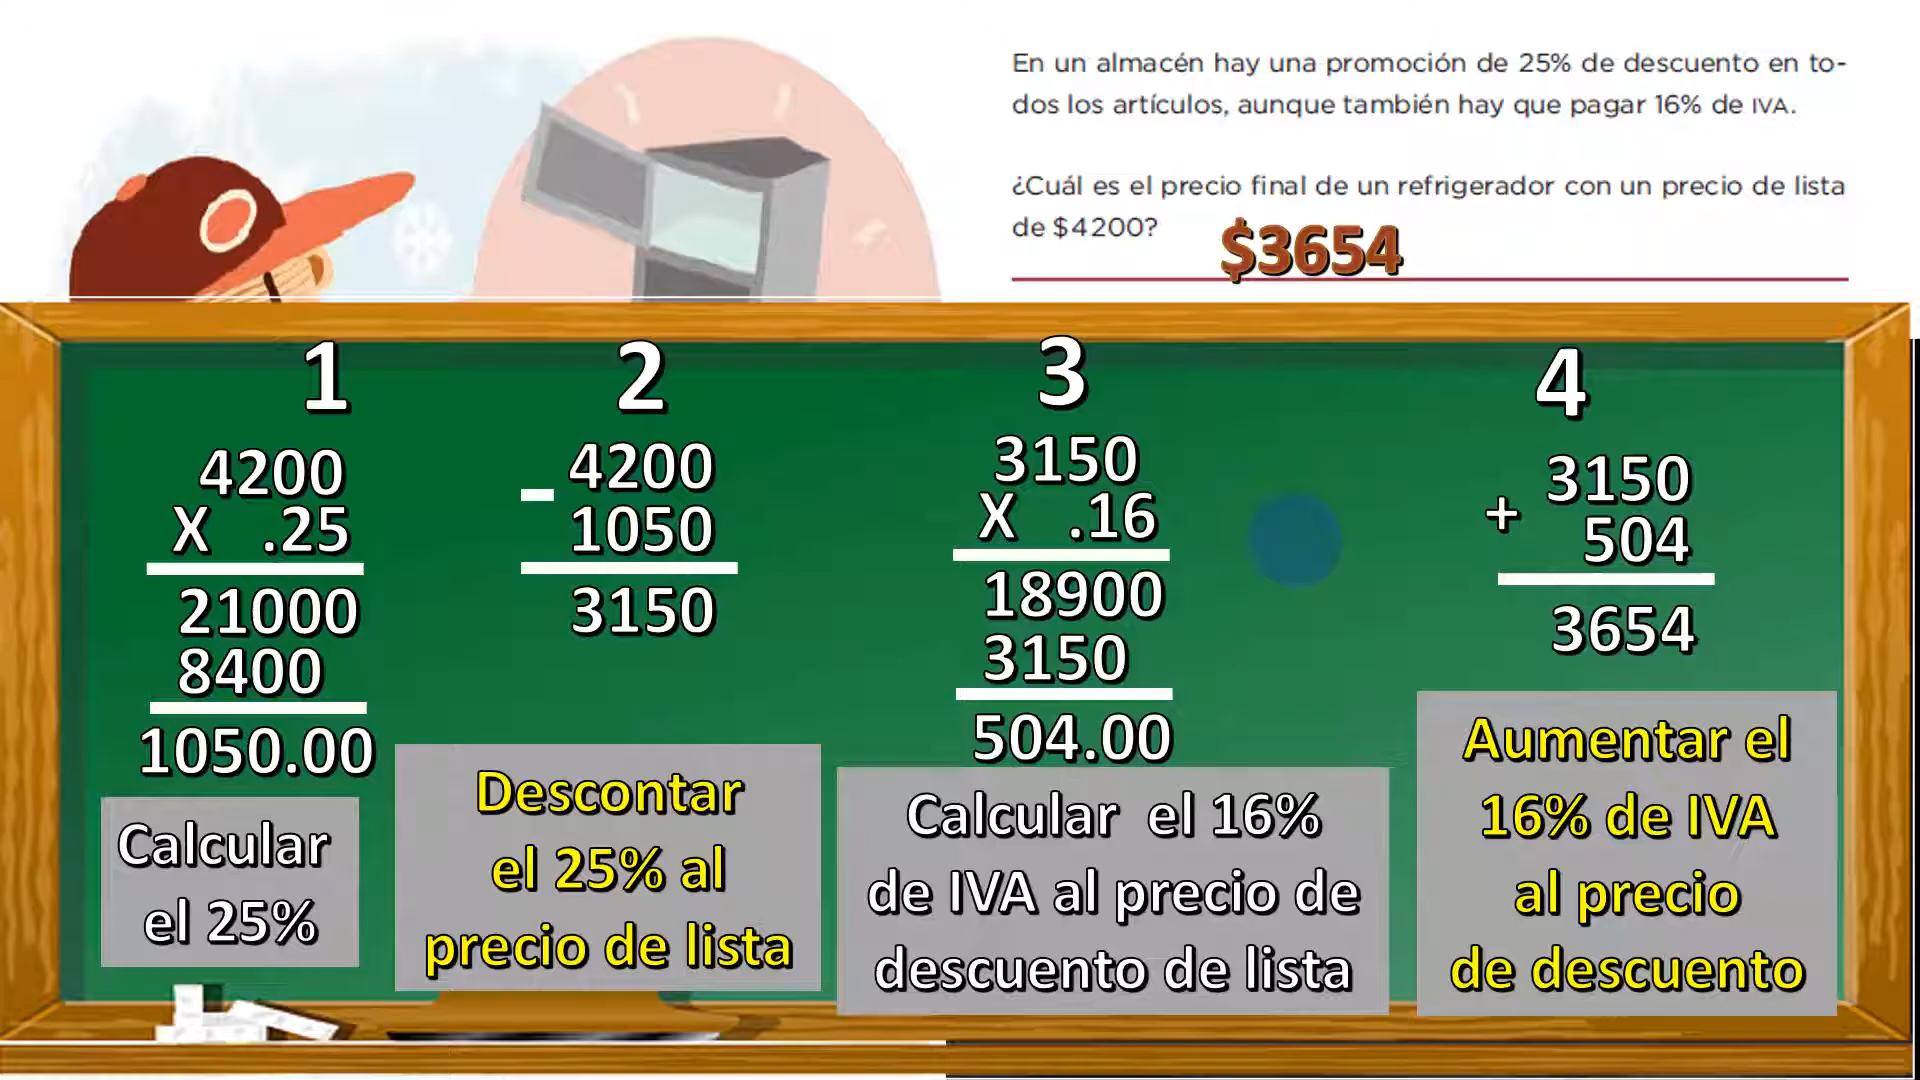 En un almacén hay una promoción de 25% de descuento en to-
dos los artículos, aunque también hay que pagar 16% de IVA.
¿Cuál es el precio final de un refrigerador con un precio de lista
de $4200?
$3654
1
4200
X .25
21000
8400
1050.00
Calcular
el 25%
2
- 4200
1050
3150
Descontar
el 25% al
precio de lista
3
3150
X .16
18900
3150
504.00
Calcular el 16%
de IVA al precio de
descuento de lista
4
3150
+ 504
3654
Aumentar el
16% de IVA
al precio
de descuento